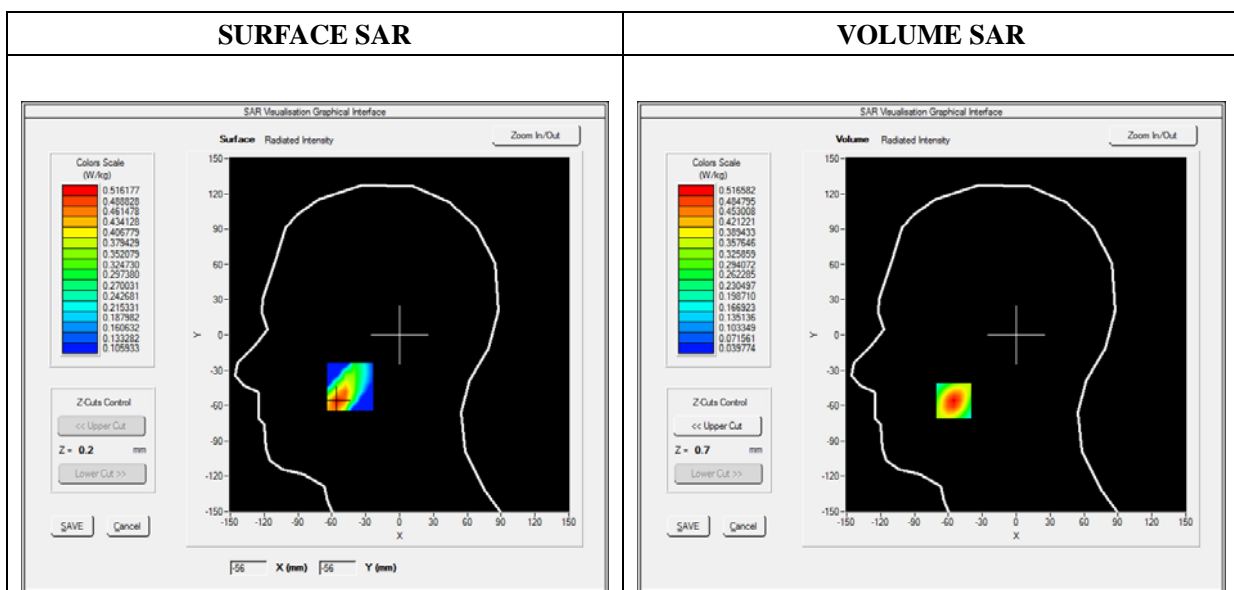 SURFACE SAR
VOLUME SAR
SAR Visualisation Graphical Interface
Surface Radiated Intensity
Zoom In/Out
Colors Scale
(W/kg)
0.516177
0.488828
0.461478
0.434128
0.406779
0.379429
0.352079
0.324730
0.297380
0.270031
0.242681
0.215331
0.187982
0.160632
0.133282
0.105933
Z-Cuts Control
<< Upper Cut
Z = 0.2 mm
Lower Cut >>
SAVE Cancel
150
120
90
60
30
0
-30
-60
-90
-120
-150
Y
-150 -120 -90 -60 -30 0 30 60 90 120 150
X
-56 X (mm) -56 Y (mm)
SAR Visualisation Graphical Interface
Volume Radiated Intensity
Zoom In/Out
Colors Scale
(W/kg)
0.516582
0.484795
0.453008
0.421221
0.389433
0.357646
0.325859
0.294072
0.262285
0.230497
0.198710
0.166923
0.135136
0.103349
0.071561
0.039774
Z-Cuts Control
<< Upper Cut
Z = 0.7 mm
Lower Cut >>
SAVE Cancel
150
120
90
60
30
0
-30
-60
-90
-120
-150
Y
-150 -120 -90 -60 -30 0 30 60 90 120 150
X